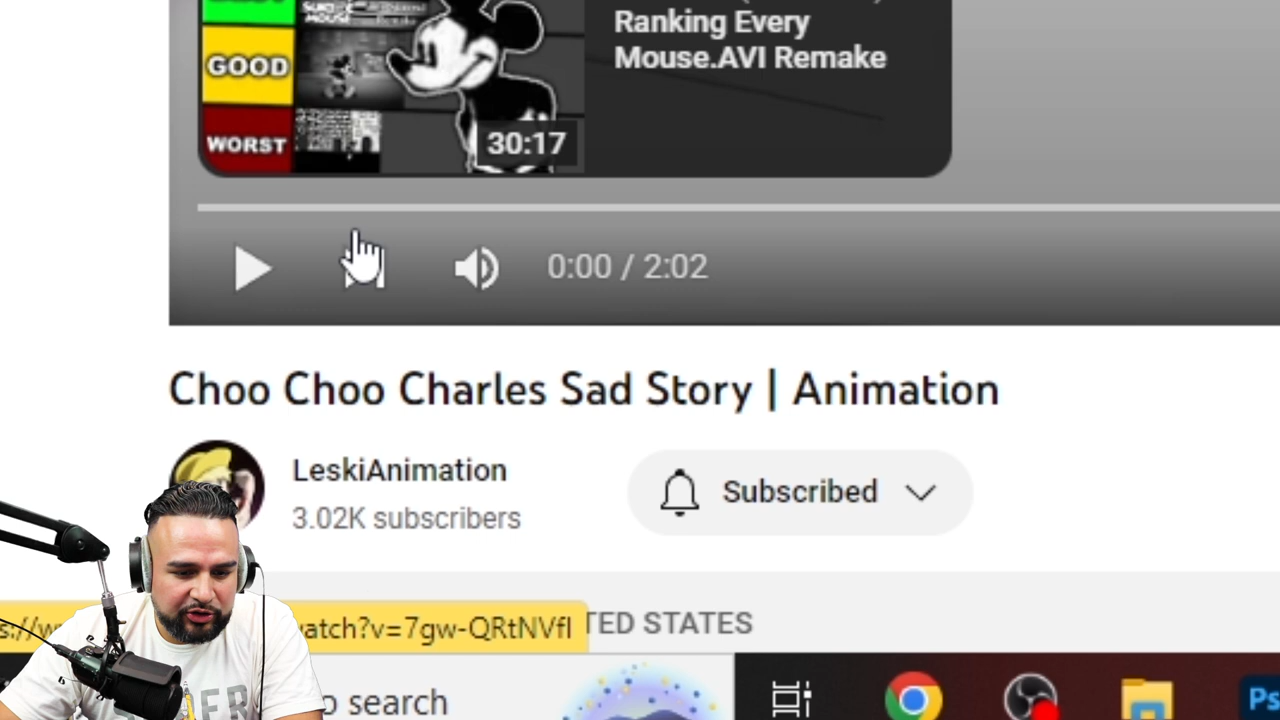 Ranking Every
Mouse.AVI Remake
GOOD
WORST
30:17
0:00 / 2:02
Choo Choo Charles Sad Story | Animation
LeskiAnimation
3.02K subscribers
Subscribed
TED STATES
atch?v=7gw-QRtNVfI
o search
Ps